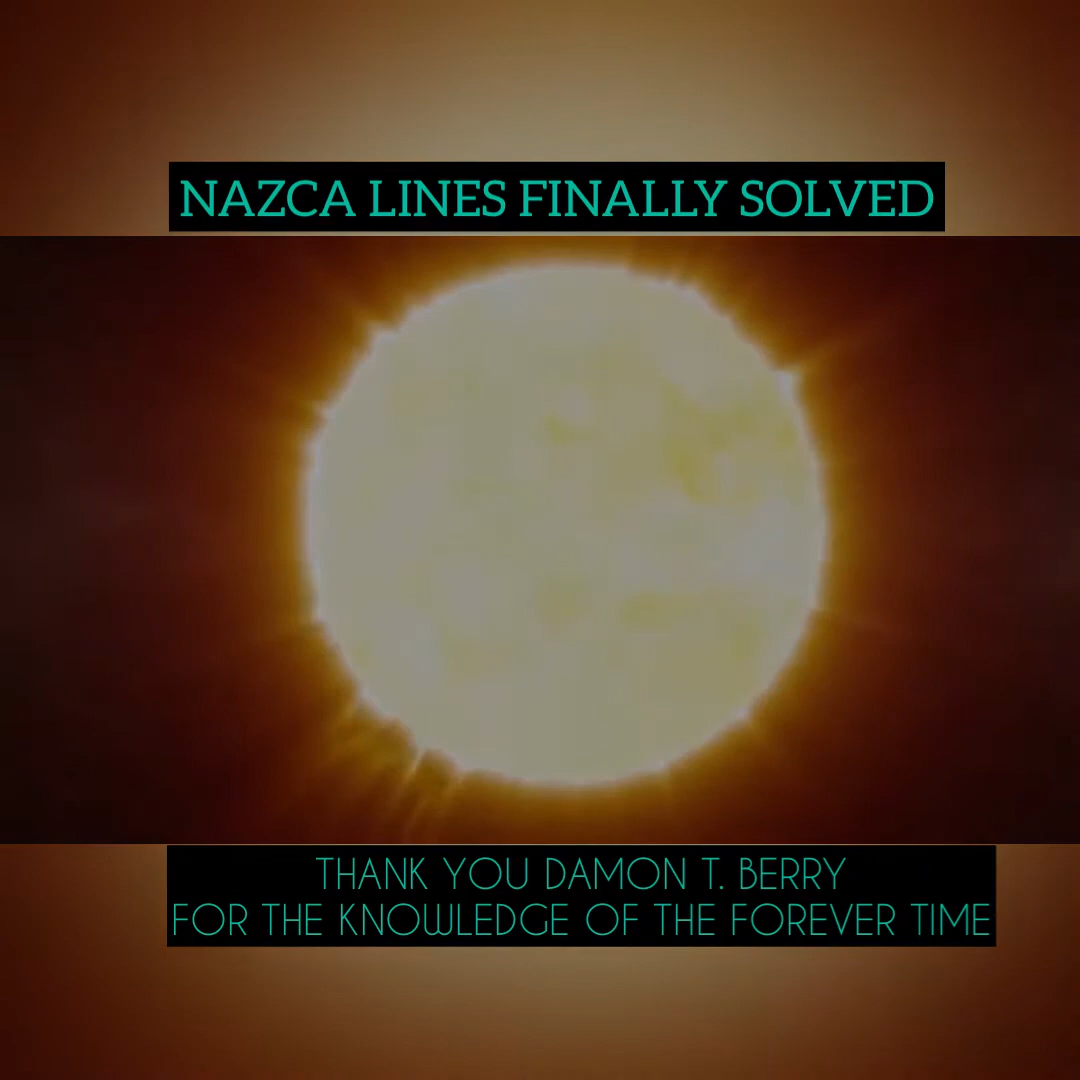 NAZCA LINES FINALLY SOLVED
THANK YOU DAMON T. BERRY
FOR THE KNOWLEDGE OF THE FOREVER TIME